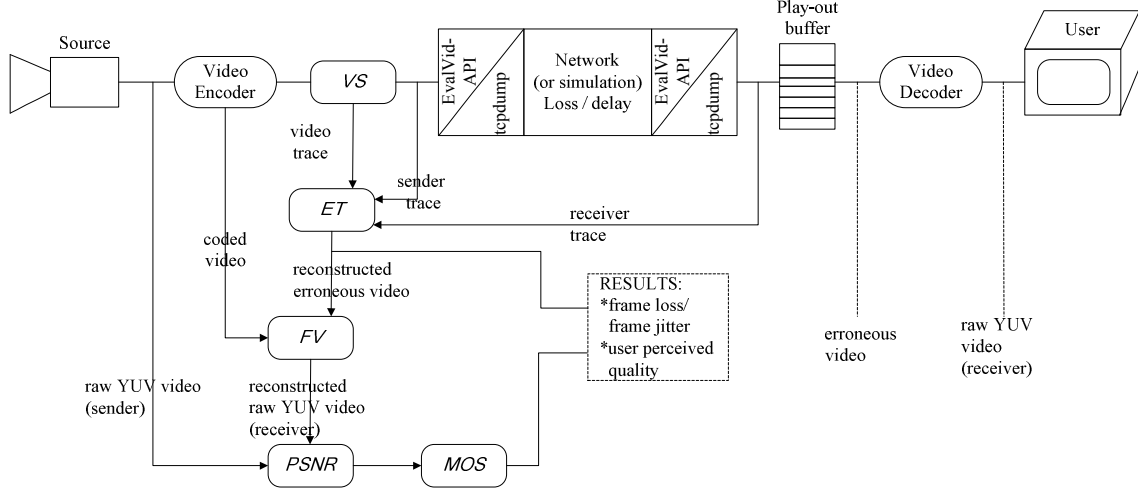 Source
Video
Encoder
VS
EvalVid-
API
tcpdump
Network
(or simulation)
Loss / delay
EvalVid-
API
tcpdump
Play-out
buffer
Video
Decoder
User
video
trace
sender
trace
ET
receiver
trace
coded
video
reconstructed
erroneous video
RESULTS:
*frame loss/
frame jitter
*user perceived
quality
erroneous
video
raw YUV
video
(receiver)
FV
raw YUV video
(sender)
reconstructed
raw YUV video
(receiver)
PSNR
MOS